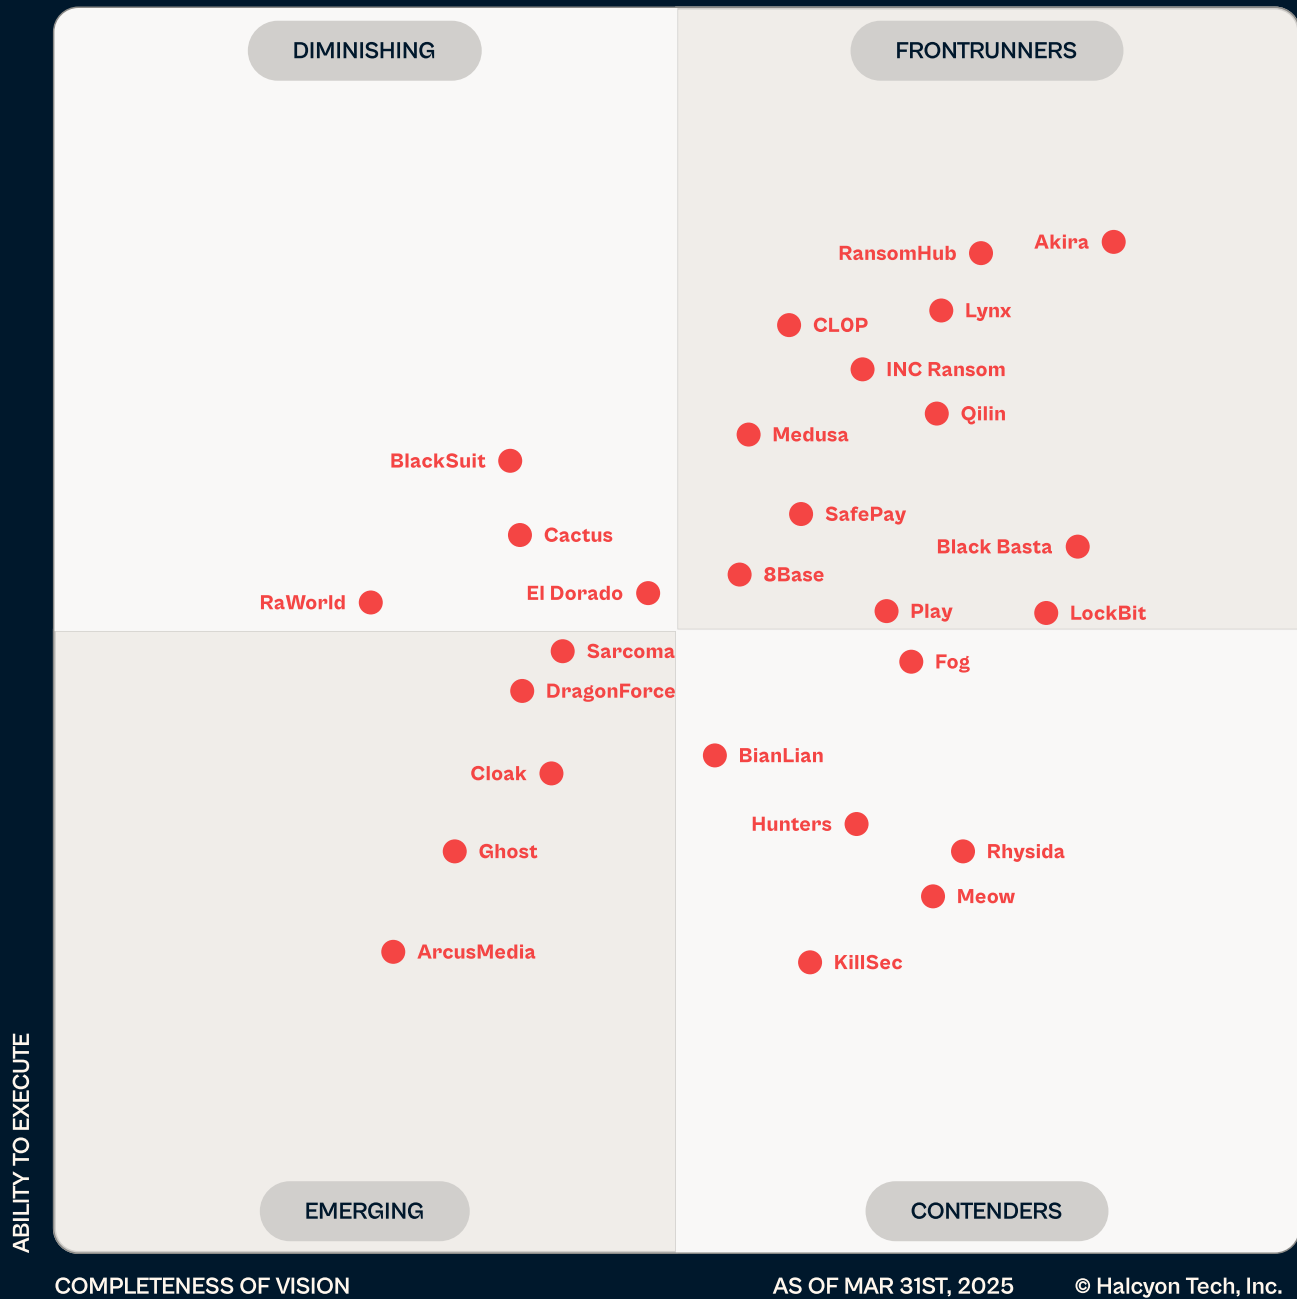 DIMINISHING
FRONTRUNNERS
Akira
RansomHub
Lynx
CL0P
INC Ransom
Qilin
Medusa
BlackSuit
SafePay
Cactus
Black Basta
8Base
El Dorado
RaWorld
Play
LockBit
Sarcoma
Fog
DragonForce
BianLian
Cloak
Hunters
Ghost
Rhysida
Meow
ArcusMedia
KillSec
ABILITY TO EXECUTE
EMERGING
CONTENDERS
COMPLETENESS OF VISION
AS OF MAR 31ST, 2025
© Halcyon Tech, Inc.